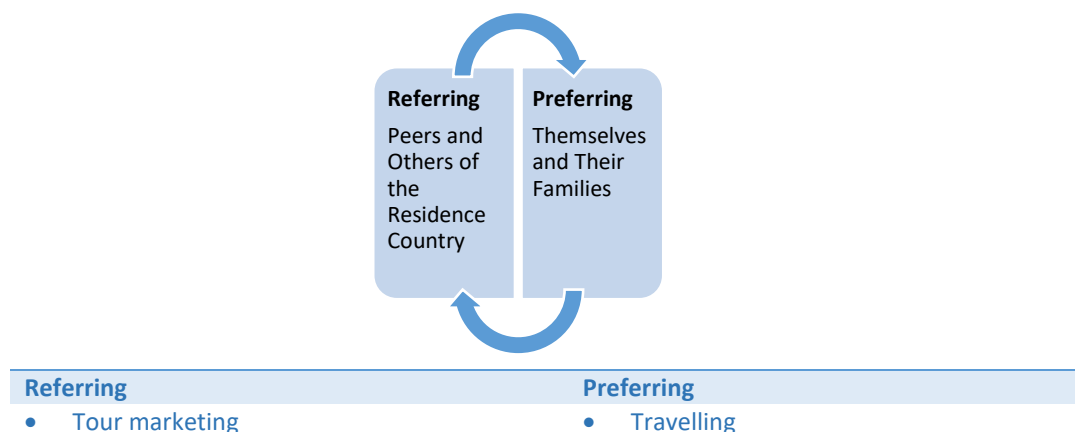 Referring
Peers and
Others of
the
Residence
Country
Preferring
Themselves
and Their
Families
Referring
Preferring
• Tour marketing
• Travelling